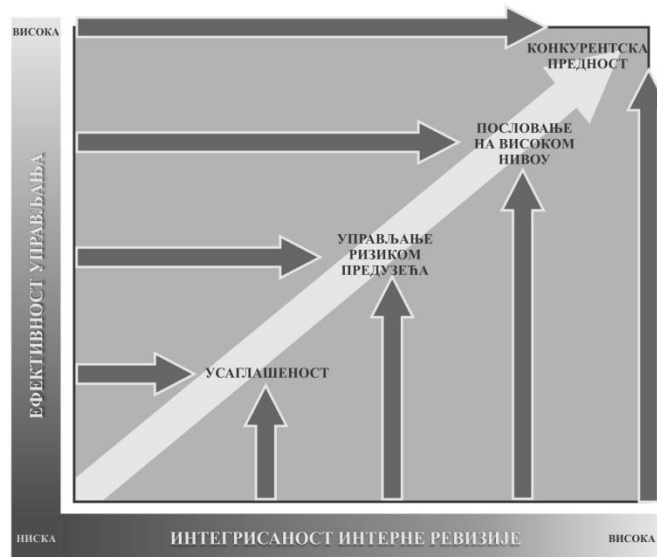 ВИСОКА
КОНКУРЕНТСКА
ПРЕДНОСТ
ПОСЛОВАЊЕ
НА ВИСОКОМ
НИВОУ
УПРАВЉАЊЕ
РИЗИКОМ
ПРЕДУЗЕЋА
УСАГЛАШЕНОСТ
ЕФЕКТИВНОСТ УПРАВЉАЊА
НИСКА
ИНТЕГРИСАНОСТ ИНТЕРНЕ РЕВИЗИЈЕ
ВИСОКА